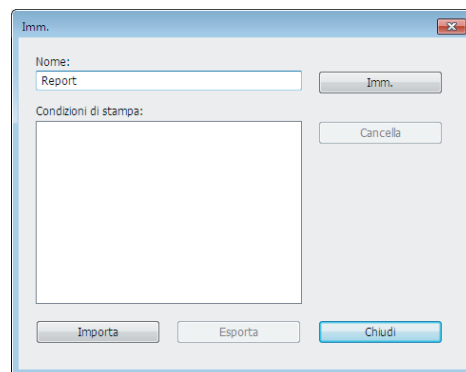 Imm.
Nome:
Report
Imm.
Condizioni di stampa:
Cancella
Importa
Esporta
Chiudi